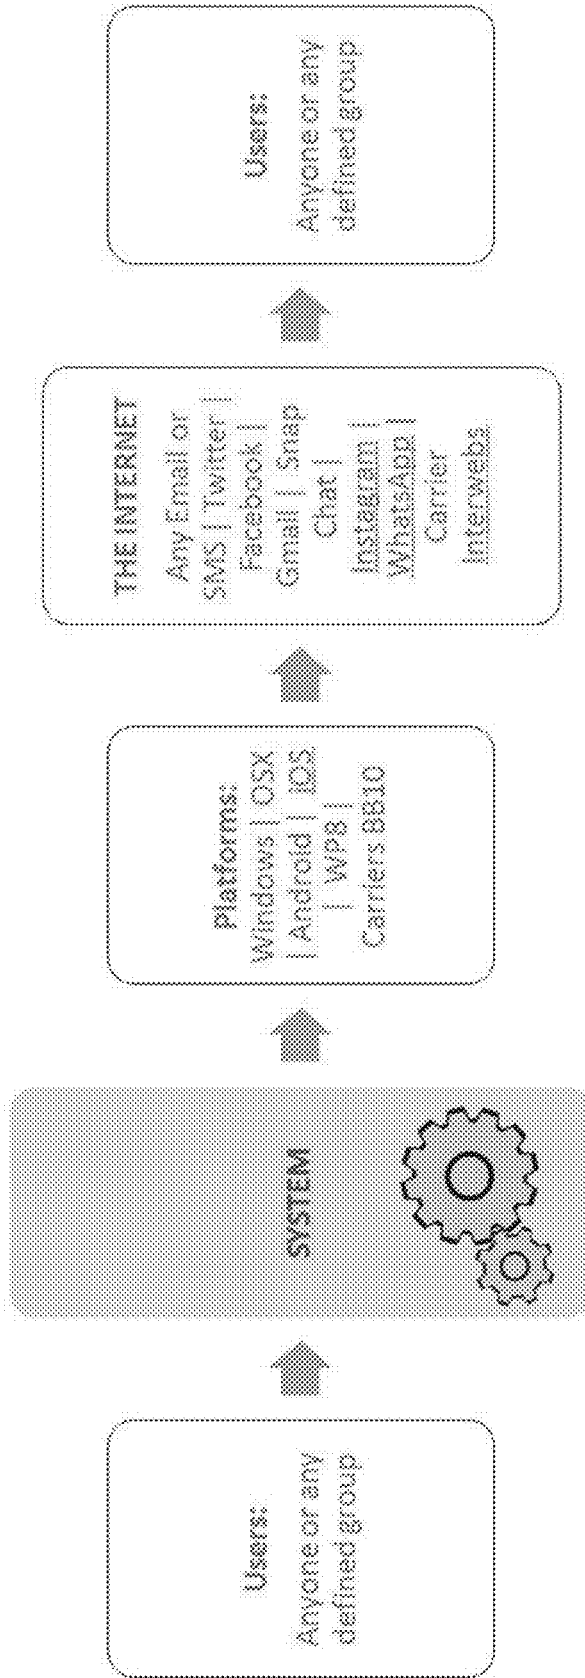 Users:
Anyone or any
defined group
SYSTEM
Platforms:
Windows | OSX
| Android | iOS
| WP8 |
Carriers BB10
THE INTERNET
Any Email or
SMS | Twitter |
Facebook |
Gmail | Snap
Chat |
Instagram |
WhatsApp |
Carrier
Interwebs
Users:
Anyone or any
defined group